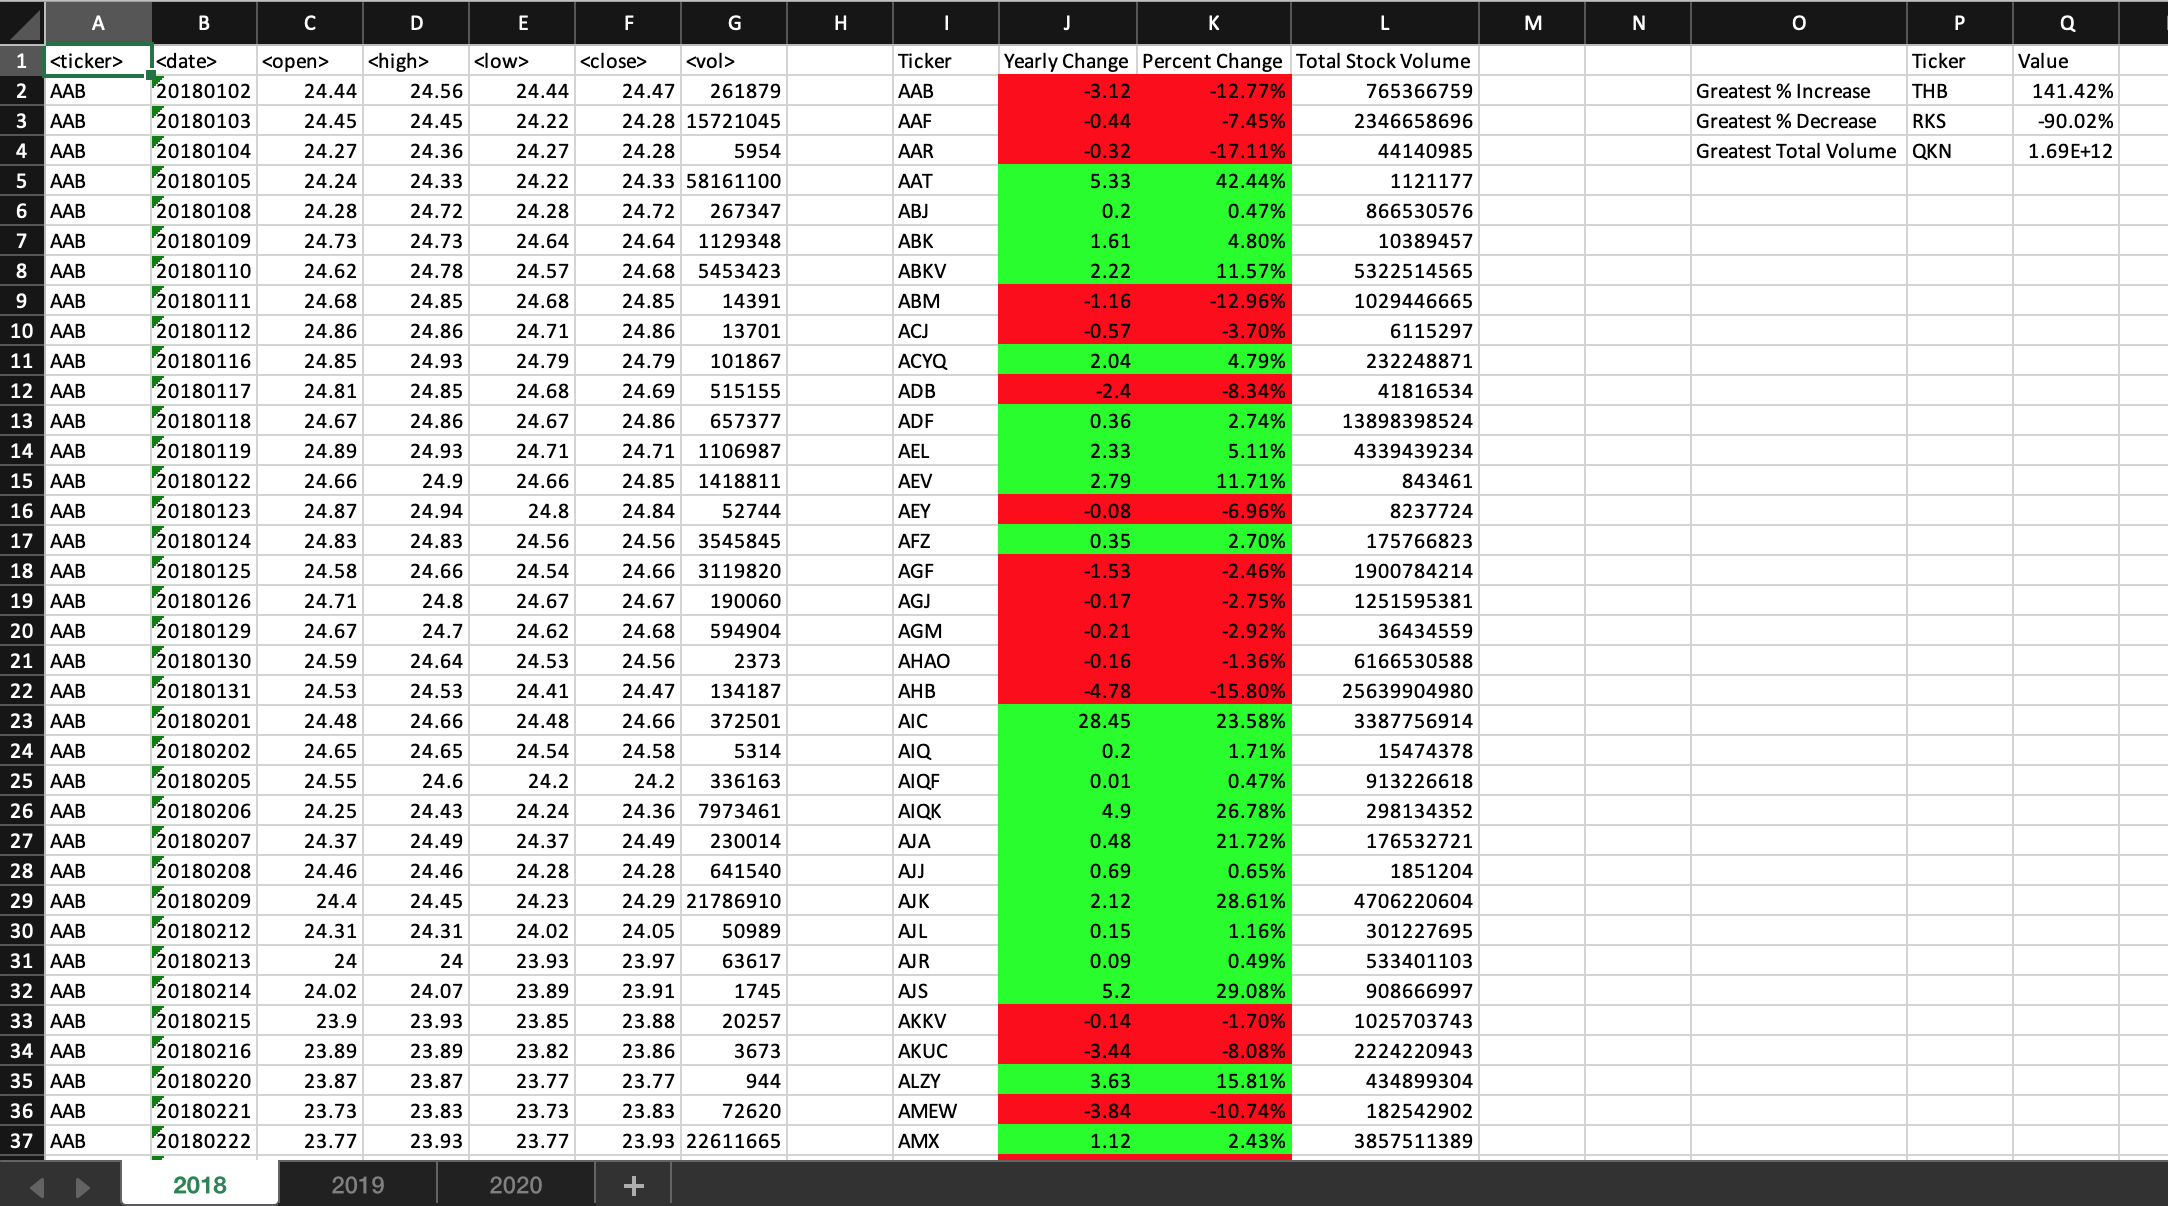 A B C D E F G H I J K L M N O P Q
1 <ticker> <date> <open> <high> <low> <close> <vol> Ticker Yearly Change Percent Change Total Stock Volume Ticker Value
2 AAB 20180102 24.44 24.56 24.44 24.47 261879 AAB -3.12 -12.77% 765366759 Greatest % Increase THB 141.42%
3 AAB 20180103 24.45 24.45 24.22 24.28 15721045 AAF -0.44 -7.45% 2346658696 Greatest % Decrease RKS -90.02%
4 AAB 20180104 24.27 24.36 24.27 24.28 5954 AAR -0.32 -17.11% 44140985 Greatest Total Volume QKN 1.69E+12
5 AAB 20180105 24.24 24.33 24.22 24.33 58161100 AAT 5.33 42.44% 1121177
6 AAB 20180108 24.28 24.72 24.28 24.72 267347 ABJ 0.2 0.47% 866530576
7 AAB 20180109 24.73 24.73 24.64 24.64 1129348 ABK 1.61 4.80% 10389457
8 AAB 20180110 24.62 24.78 24.57 24.68 5453423 ABKV 2.22 11.57% 5322514565
9 AAB 20180111 24.68 24.85 24.68 24.85 14391 ABM -1.16 -12.96% 1029446665
10 AAB 20180112 24.86 24.86 24.71 24.86 13701 ACJ -0.57 -3.70% 6115297
11 AAB 20180116 24.85 24.93 24.79 24.79 101867 ACYQ 2.04 4.79% 232248871
12 AAB 20180117 24.81 24.85 24.68 24.69 515155 ADB -2.4 -8.34% 41816534
13 AAB 20180118 24.67 24.86 24.67 24.86 657377 ADF 0.36 2.74% 13898398524
14 AAB 20180119 24.89 24.93 24.71 24.71 1106987 AEL 2.33 5.11% 4339439234
15 AAB 20180122 24.66 24.9 24.66 24.85 1418811 AEV 2.79 11.71% 843461
16 AAB 20180123 24.87 24.94 24.8 24.84 52744 AEY -0.08 -6.96% 8237724
17 AAB 20180124 24.83 24.83 24.56 24.56 3545845 AFZ 0.35 2.70% 175766823
18 AAB 20180125 24.58 24.66 24.54 24.66 3119820 AGF -1.53 -2.46% 1900784214
19 AAB 20180126 24.71 24.8 24.67 24.67 190060 AGJ -0.17 -2.75% 1251595381
20 AAB 20180129 24.67 24.7 24.62 24.68 594904 AGM -0.21 -2.92% 36434559
21 AAB 20180130 24.59 24.64 24.53 24.56 2373 AHAO -0.16 -1.36% 6166530588
22 AAB 20180131 24.53 24.53 24.41 24.47 134187 AHB -4.78 -15.80% 25639904980
23 AAB 20180201 24.48 24.66 24.48 24.66 372501 AIC 28.45 23.58% 3387756914
24 AAB 20180202 24.65 24.65 24.54 24.58 5314 AIQ 0.2 1.71% 15474378
25 AAB 20180205 24.55 24.6 24.2 24.2 336163 AIQF 0.01 0.47% 913226618
26 AAB 20180206 24.25 24.43 24.24 24.36 7973461 AIQK 4.9 26.78% 298134352
27 AAB 20180207 24.37 24.49 24.37 24.49 230014 AJA 0.48 21.72% 176532721
28 AAB 20180208 24.46 24.46 24.28 24.28 641540 AJJ 0.69 0.65% 1851204
29 AAB 20180209 24.4 24.45 24.23 24.29 21786910 AJK 2.12 28.61% 4706220604
30 AAB 20180212 24.31 24.31 24.02 24.05 50989 AJL 0.15 1.16% 301227695
31 AAB 20180213 24 24 23.93 23.97 63617 AJR 0.09 0.49% 533401103
32 AAB 20180214 24.02 24.07 23.89 23.91 1745 AJS 5.2 29.08% 908666997
33 AAB 20180215 23.9 23.93 23.85 23.88 20257 AKKV -0.14 -1.70% 1025703743
34 AAB 20180216 23.89 23.89 23.82 23.86 3673 AKUC -3.44 -8.08% 2224220943
35 AAB 20180220 23.87 23.87 23.77 23.77 944 ALZY 3.63 15.81% 434899304
36 AAB 20180221 23.73 23.83 23.73 23.83 72620 AMEW -3.84 -10.74% 182542902
37 AAB 20180222 23.77 23.93 23.77 23.93 22611665 AMX 1.12 2.43% 3857511389
2018 2019 2020 +